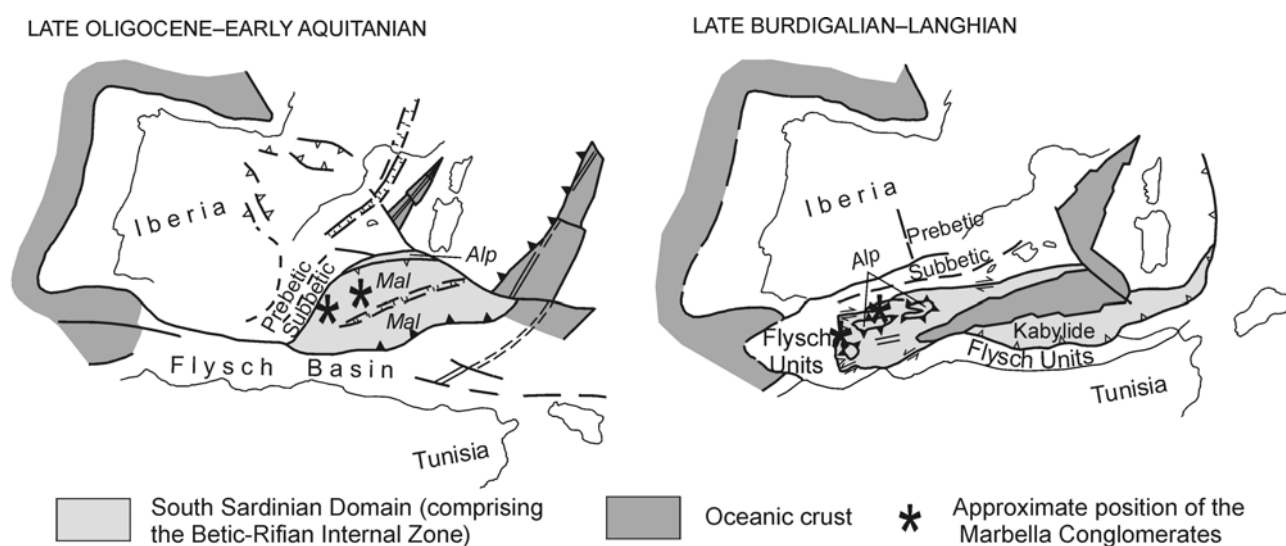 LATE OLIGOCENE–EARLY AQUITANIAN
Iberia
Prebetic
Subbetic
Alp
Mal
Mal
Flysch Basin
Tunisia
LATE BURDIGALIAN–LANGHIAN
Iberia
Prebetic
Subbetic
Alp
Flysch
Units
Kabylide
Flysch Units
Tunisia
South Sardinian Domain (comprising
the Betic-Rifian Internal Zone)
Oceanic crust
Approximate position of the
Marbella Conglomerates